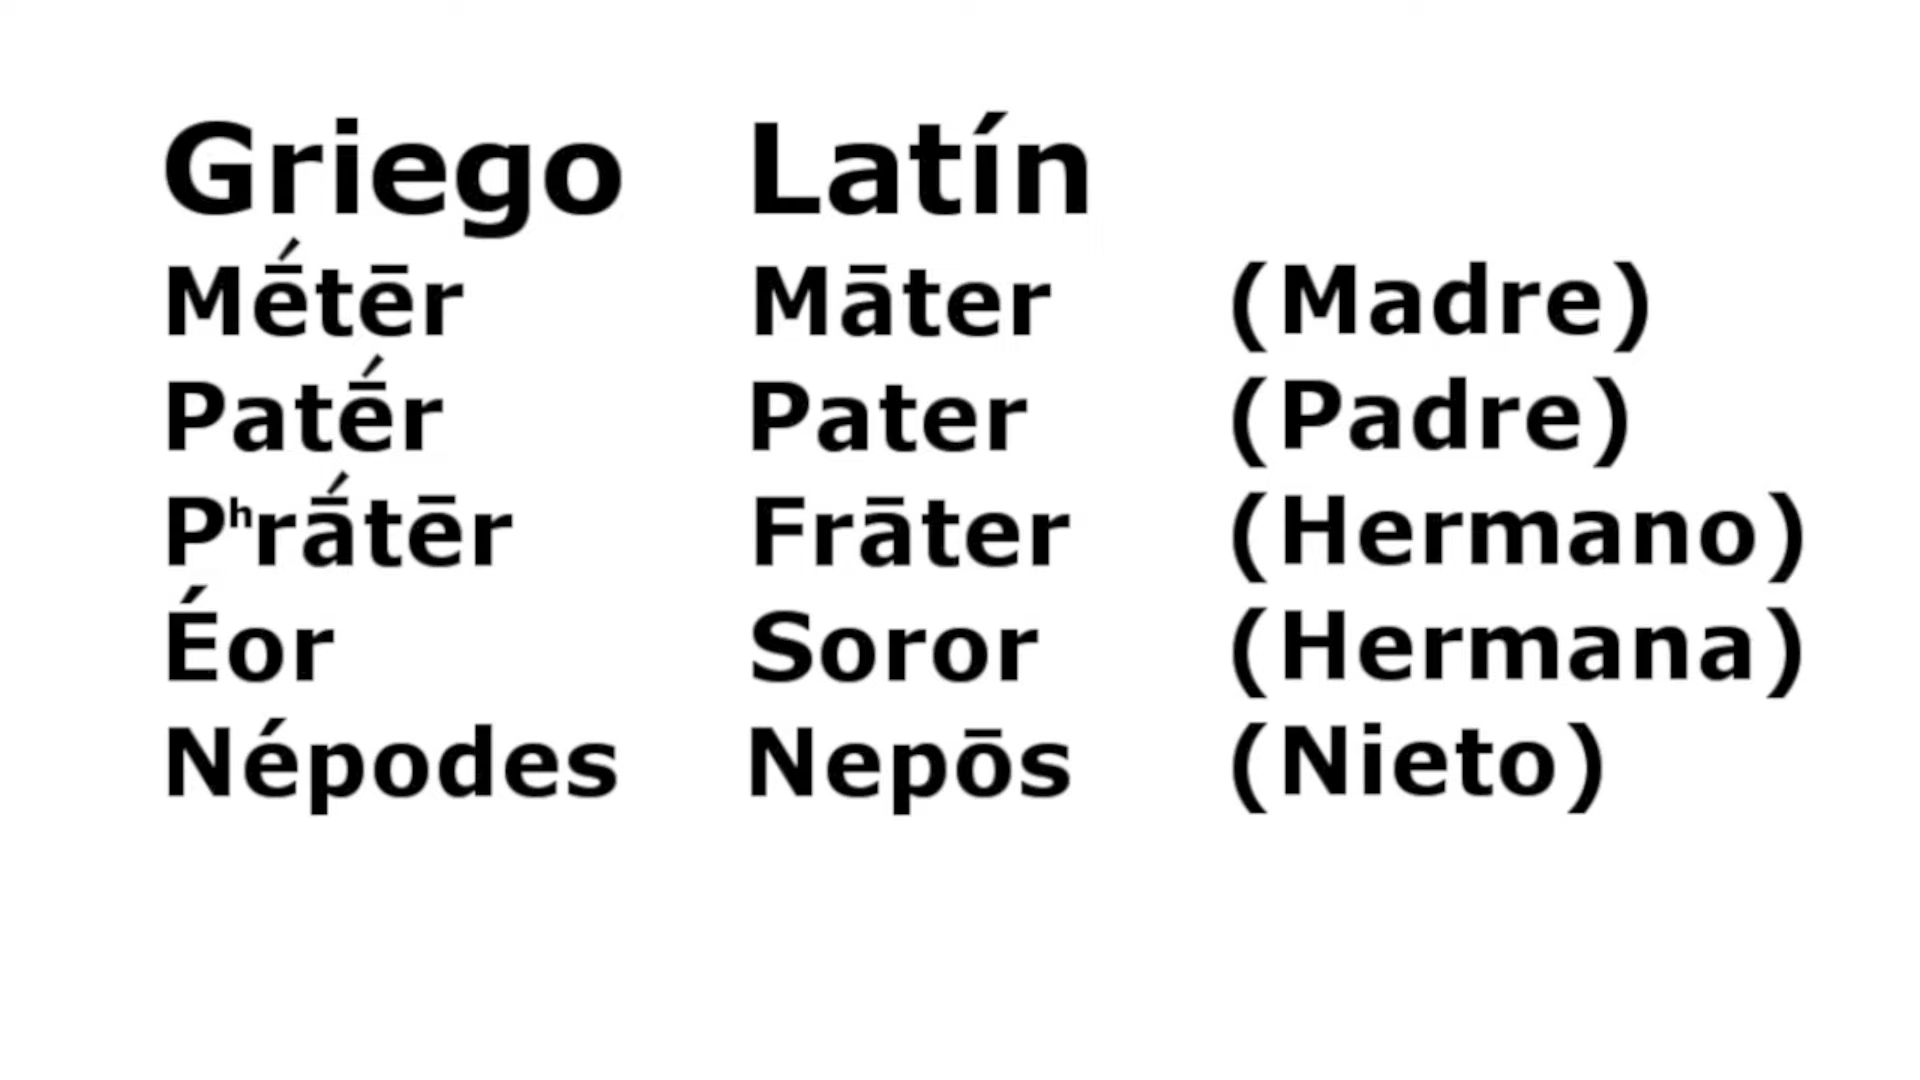 Griego Latín
Mḗtēr Māter (Madre)
Patḗr Pater (Padre)
Pʰrā́tēr Frāter (Hermano)
Éor Soror (Hermana)
Népodes Nepōs (Nieto)